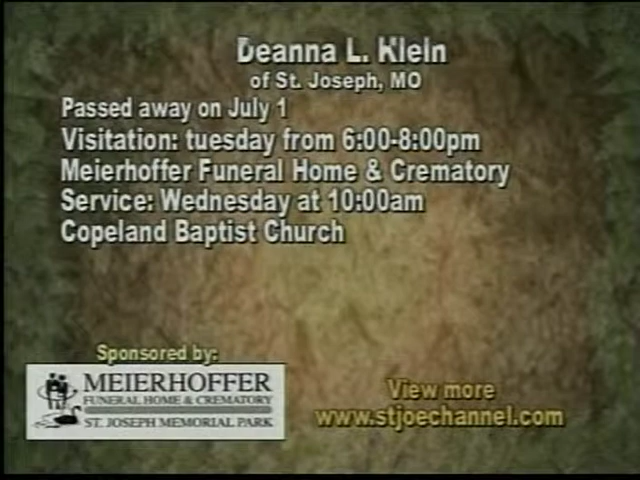 Deanna L. Klein
of St. Joseph, MO
Passed away on July 1
Visitation: tuesday from 6:00-8:00pm
Meierhoffer Funeral Home & Crematory
Service: Wednesday at 10:00am
Copeland Baptist Church
Sponsored by:
MEIERHOFFER
FUNERAL HOME & CREMATORY
ST. JOSEPH MEMORIAL PARK
View more
www.stjoechannel.com